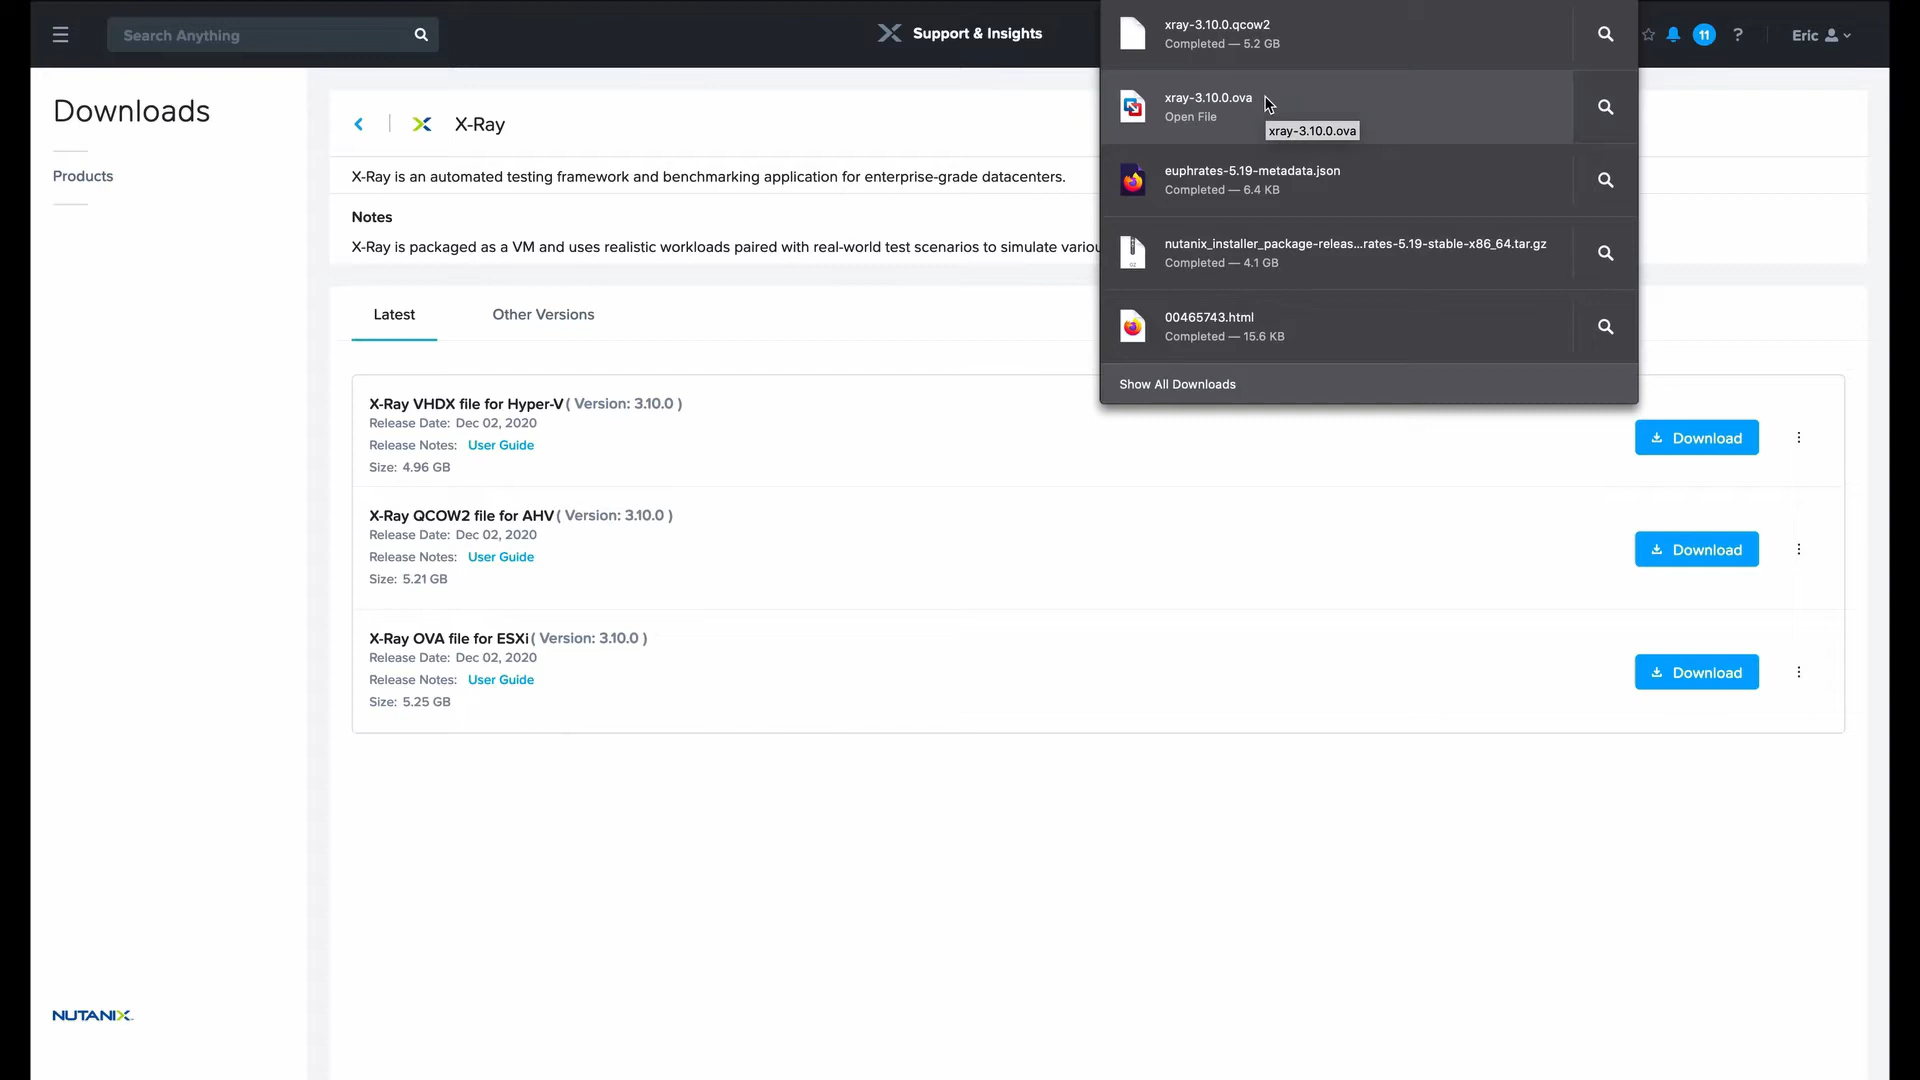 Search Anything
Support & Insights
11
?
Eric
Downloads
Products
X-Ray
X-Ray is an automated testing framework and benchmarking application for enterprise-grade datacenters.
Notes
X-Ray is packaged as a VM and uses realistic workloads paired with real-world test scenarios to simulate variou
xray-3.10.0.qcow2
Completed — 5.2 GB
xray-3.10.0.ova
Open File
xray-3.10.0.ova
euphrates-5.19-metadata.json
Completed — 6.4 KB
nutanix_installer_package-releas...rates-5.19-stable-x86_64.tar.gz
Completed — 4.1 GB
00465743.html
Completed — 15.6 KB
Show All Downloads
Latest
Other Versions
X-Ray VHDX file for Hyper-V ( Version: 3.10.0 )
Release Date: Dec 02, 2020
Release Notes: User Guide
Size: 4.96 GB
Download
X-Ray QCOW2 file for AHV ( Version: 3.10.0 )
Release Date: Dec 02, 2020
Release Notes: User Guide
Size: 5.21 GB
Download
X-Ray OVA file for ESXi ( Version: 3.10.0 )
Release Date: Dec 02, 2020
Release Notes: User Guide
Size: 5.25 GB
Download
NUTANIX